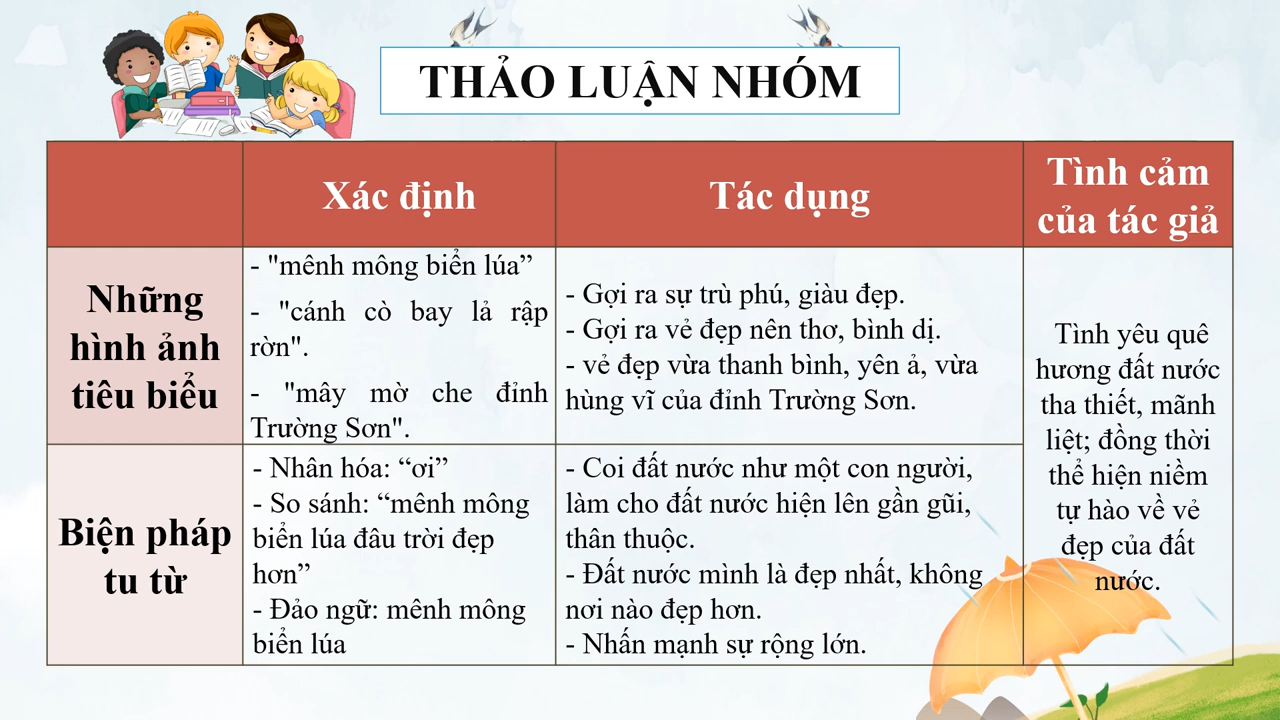 THẢO LUẬN NHÓM
Xác định
Tác dụng
Tình cảm
của tác giả
Những
hình ảnh
tiêu biểu
- "mênh mông biển lúa”
- "cánh cò bay lả rập
rờn".
- "mây mờ che đỉnh
Trường Sơn".
- Gợi ra sự trù phú, giàu đẹp.
- Gợi ra vẻ đẹp nên thơ, bình dị.
- vẻ đẹp vừa thanh bình, yên ả, vừa
hùng vĩ của đỉnh Trường Sơn.
Tình yêu quê
hương đất nước
tha thiết, mãnh
liệt; đồng thời
thể hiện niềm
tự hào về vẻ
đẹp của đất
nước.
Biện pháp
tu từ
- Nhân hóa: “ơi”
- So sánh: “mênh mông
biển lúa đâu trời đẹp
hơn”
- Đảo ngữ: mênh mông
biển lúa
- Coi đất nước như một con người,
làm cho đất nước hiện lên gần gũi,
thân thuộc.
- Đất nước mình là đẹp nhất, không
nơi nào đẹp hơn.
- Nhấn mạnh sự rộng lớn.